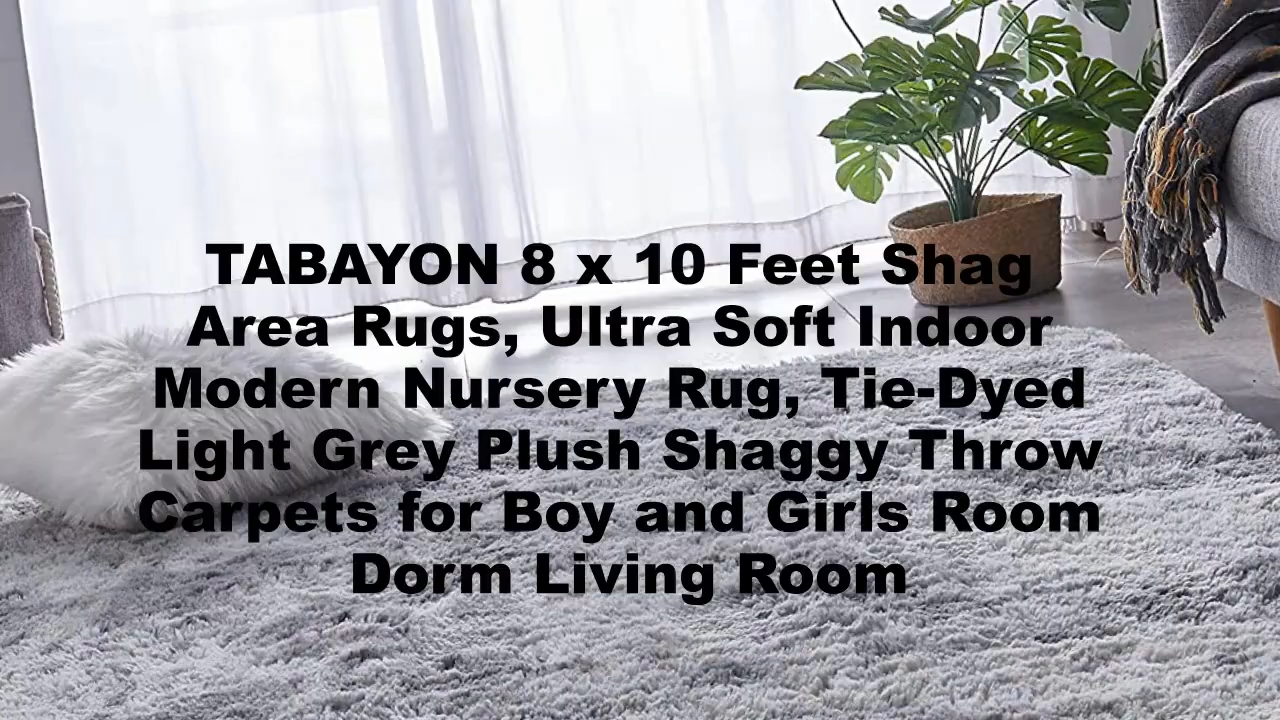 TABAYON 8 x 10 Feet Shag
Area Rugs, Ultra Soft Indoor
Modern Nursery Rug, Tie-Dyed
Light Grey Plush Shaggy Throw
Carpets for Boy and Girls Room
Dorm Living Room